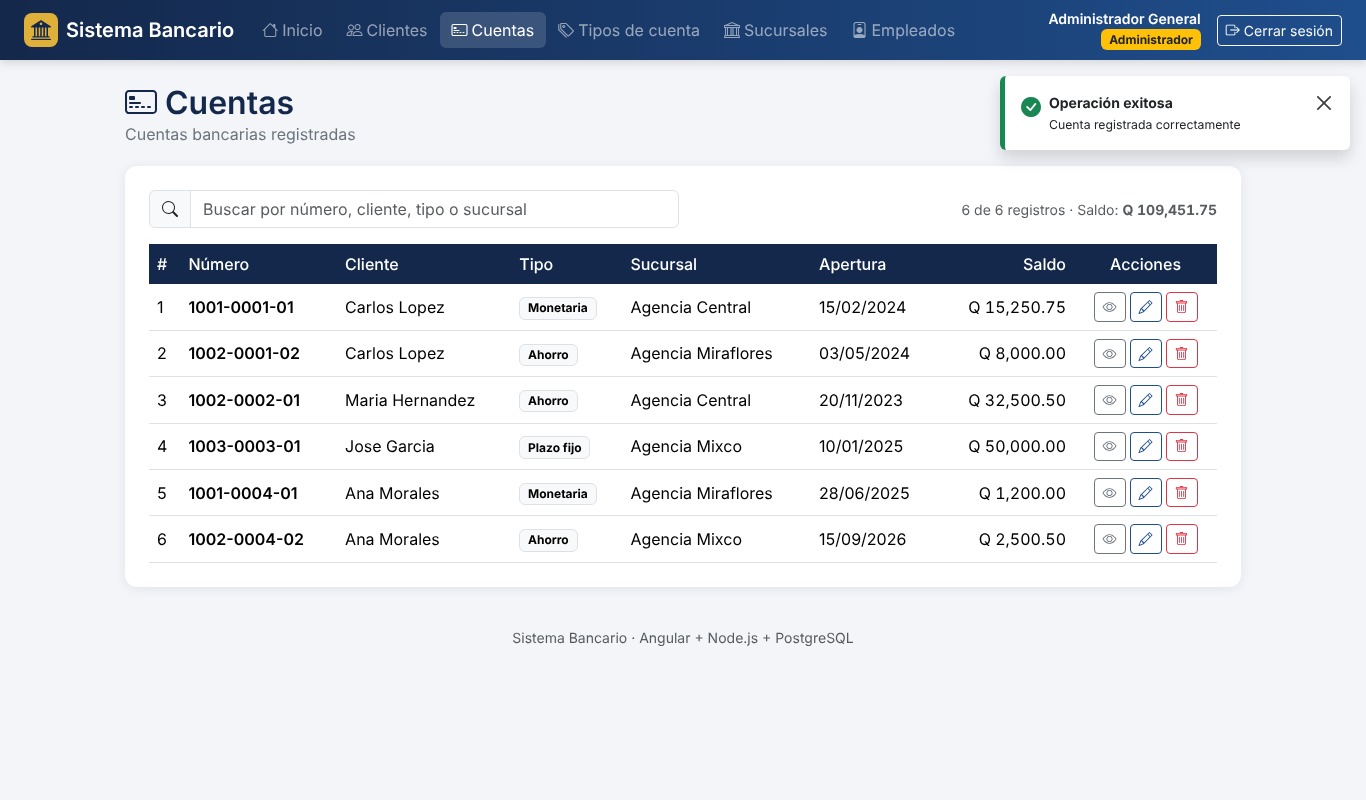 Sistema Bancario Inicio Clientes Cuentas Tipos de cuenta Sucursales Empleados Administrador General Administrador Cerrar sesión
Cuentas
Cuentas bancarias registradas
Operación exitosa
Cuenta registrada correctamente
Buscar por número, cliente, tipo o sucursal
6 de 6 registros · Saldo: Q 109,451.75
# Número Cliente Tipo Sucursal Apertura Saldo Acciones
1 1001-0001-01 Carlos Lopez Monetaria Agencia Central 15/02/2024 Q 15,250.75
2 1002-0001-02 Carlos Lopez Ahorro Agencia Miraflores 03/05/2024 Q 8,000.00
3 1002-0002-01 Maria Hernandez Ahorro Agencia Central 20/11/2023 Q 32,500.50
4 1003-0003-01 Jose Garcia Plazo fijo Agencia Mixco 10/01/2025 Q 50,000.00
5 1001-0004-01 Ana Morales Monetaria Agencia Miraflores 28/06/2025 Q 1,200.00
6 1002-0004-02 Ana Morales Ahorro Agencia Mixco 15/09/2026 Q 2,500.50
Sistema Bancario · Angular + Node.js + PostgreSQL